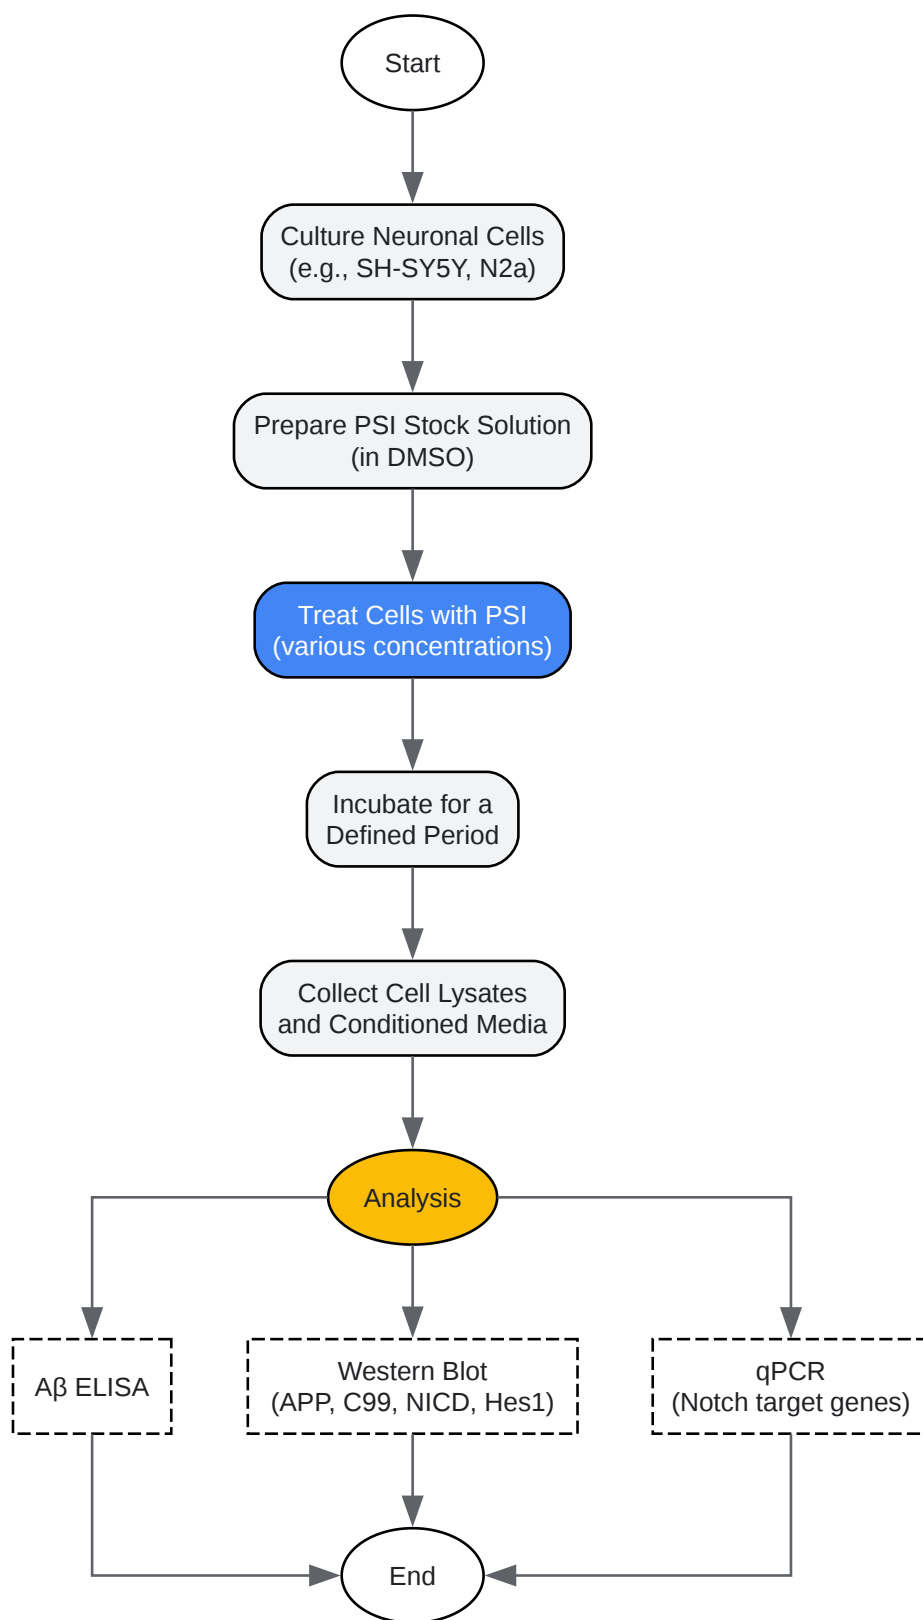 Start
Culture Neuronal Cells
(e.g., SH-SY5Y, N2a)
Prepare PSI Stock Solution
(in DMSO)
Treat Cells with PSI
(various concentrations)
Incubate for a
Defined Period
Collect Cell Lysates
and Conditioned Media
Analysis
Aβ ELISA
Western Blot
(APP, C99, NICD, Hes1)
qPCR
(Notch target genes)
End